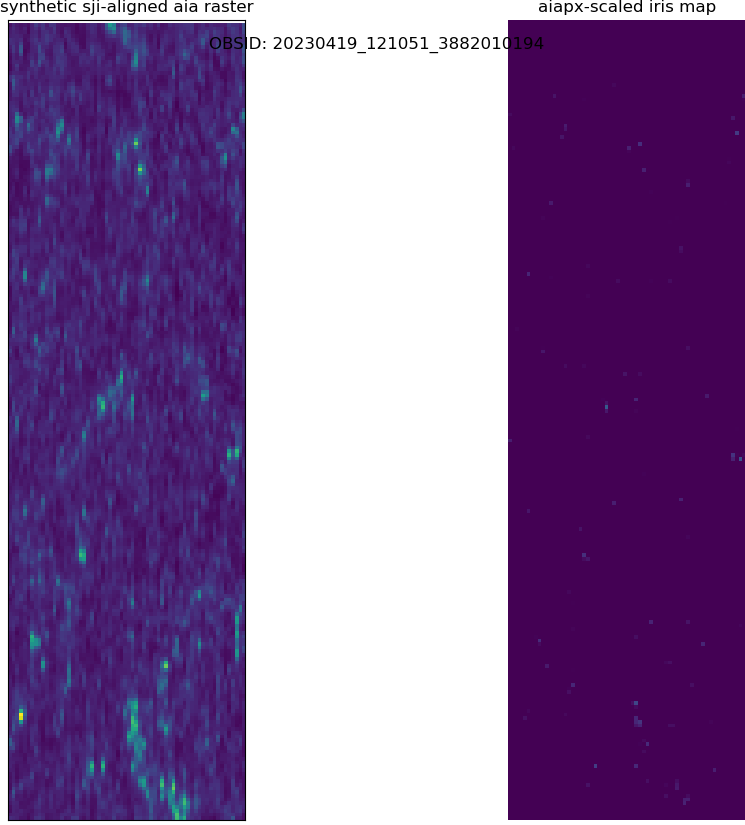 synthetic sji-aligned aia raster
aiapx-scaled iris map
OBSID: 20230419_121051_3882010194